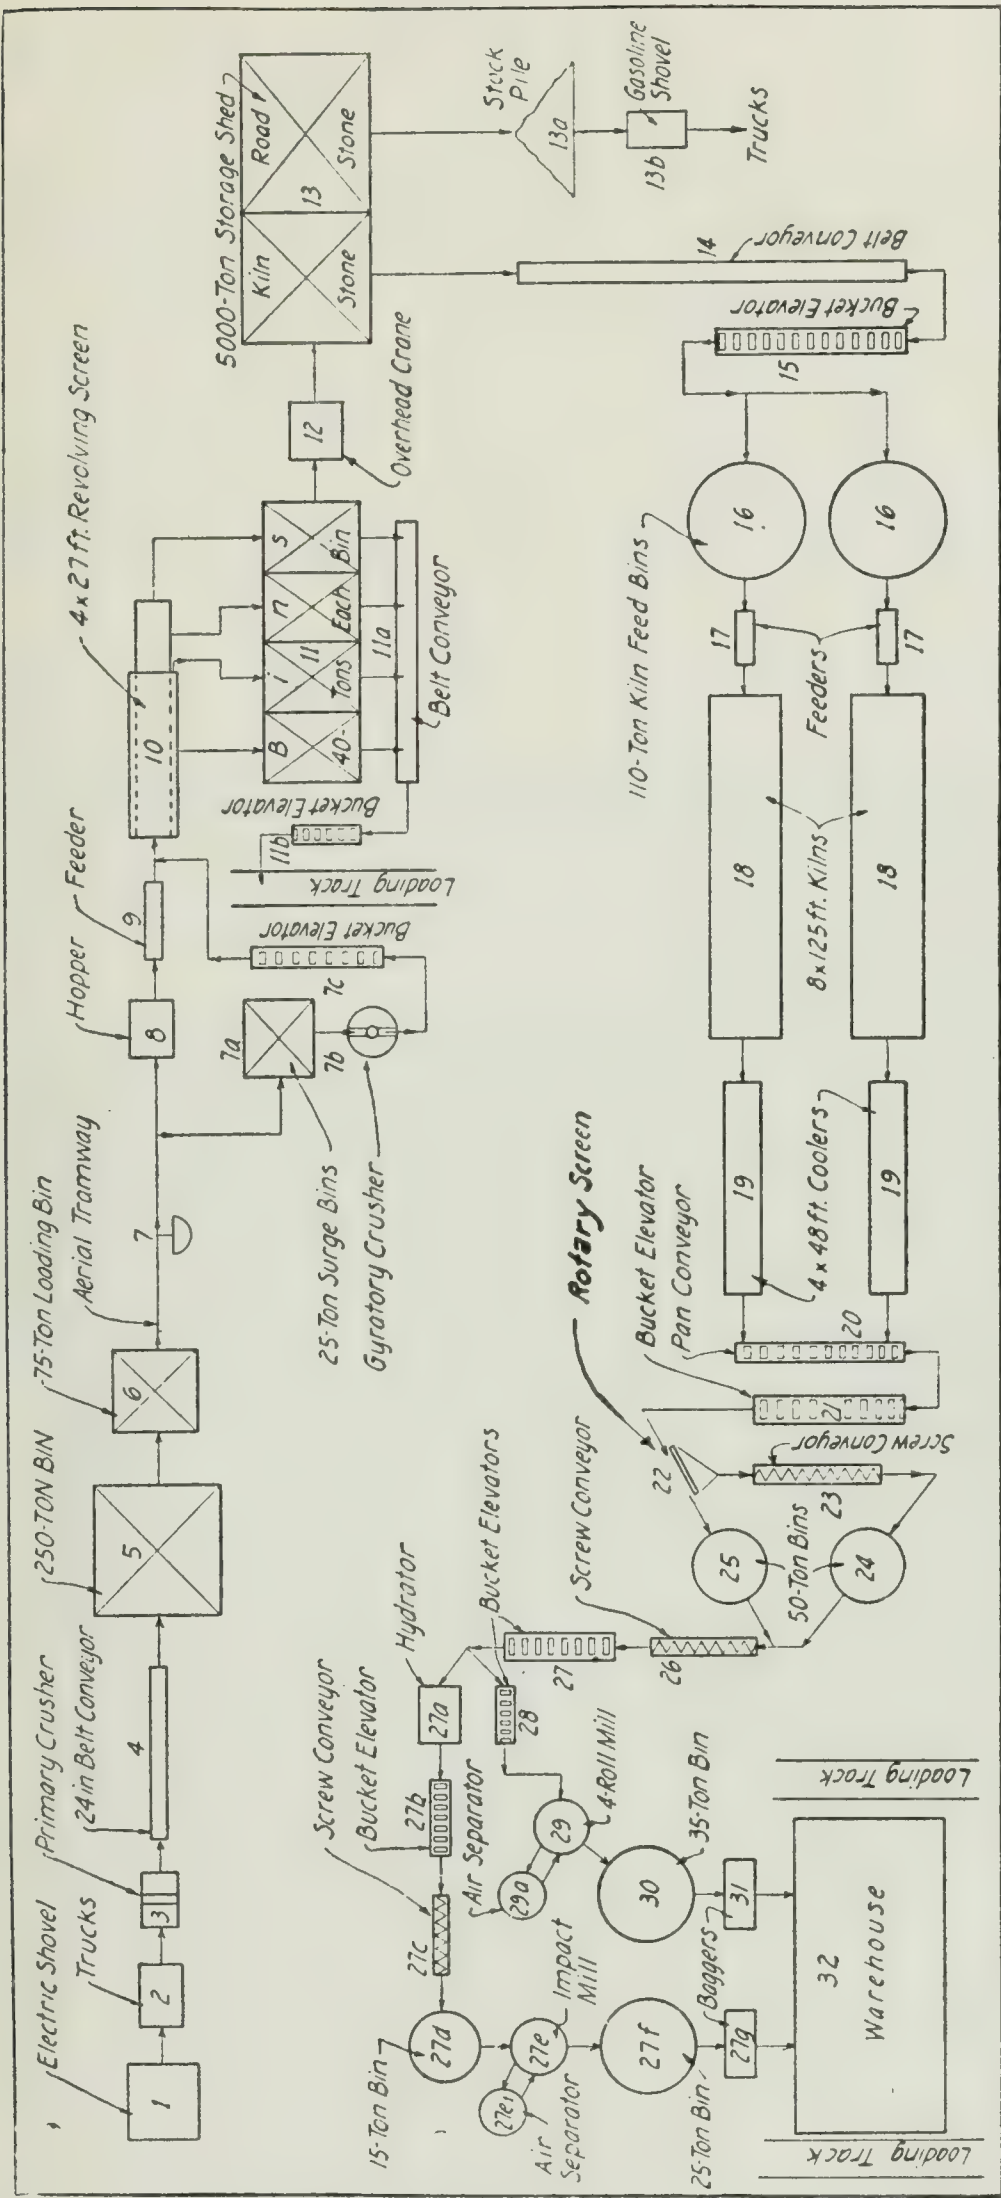 Electric Shovel
Trucks
Primary Crusher
24in Belt Conveyor
250-TON BIN
75-Ton Loading Bin
Aerial Tramway
Hopper
Feeder
4 x 27 ft. Revolving Screen
5000-Ton Storage Shed
1
2
3
4
5
6
7
8
9
10
7a
7b
7c
25-Ton Surge Bins
Gyratory Crusher
Bucket Elevator
Loading Track
11b
Bucket Elevator
B i n s
11
40- Tons Each Bin
11a
Belt Conveyor
12
Overhead Crane
Kiln
Stone
13
Road
Stone
Stock
Pile
13a
13b
Gasoline
Shovel
Trucks
14
Belt Conveyor
15
Bucket Elevator
110-Ton Kiln Feed Bins
16
16
17
17
Feeders
18
18
8 x 125 ft. Kilns
19
19
4 x 48 ft. Coolers
20
Pan Conveyor
Bucket Elevator
21
Rotary Screen
22
Screw Conveyor
23
24
25
50-Ton Bins
Screw Conveyor
26
Bucket Elevators
27
28
Hydrator
27a
Bucket Elevator
27b
Screw Conveyor
27c
15-Ton Bin
27d
Impact
Mill
27e
27e1
Air
Separator
27f
25-Ton Bin
27g
Baggers
Air Separator
29a
29
4-Roll Mill
30
35-Ton Bin
31
32
Warehouse
Loading Track
Loading Track